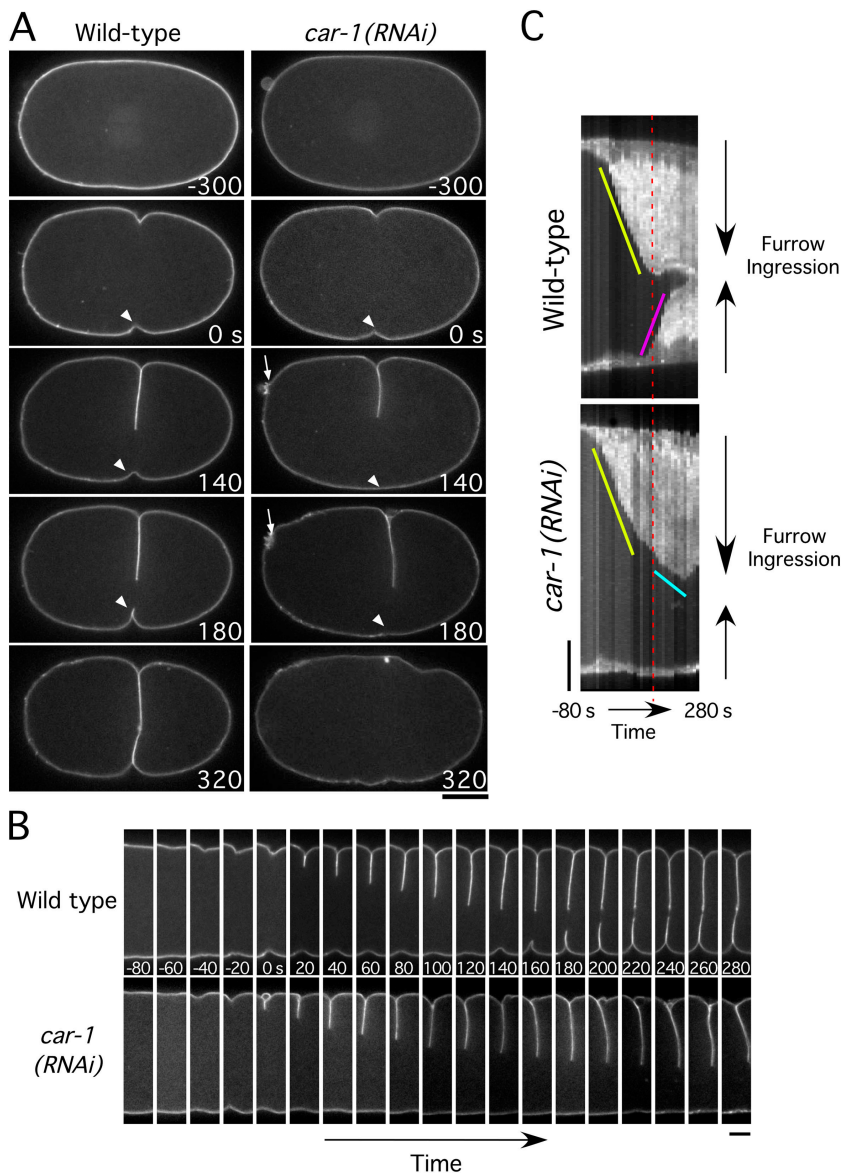 A
Wild-type
car-1(RNAi)
-300
-300
0 s
0 s
140
140
180
180
320
320
B
Wild type
-80 -60 -40 -20 0 s 20 40 60 80 100 120 140 160 180 200 220 240 260 280
car-1
(RNAi)
Time
C
Wild-type
Furrow
Ingression
car-1(RNAi)
Furrow
Ingression
-80 s
280 s
Time